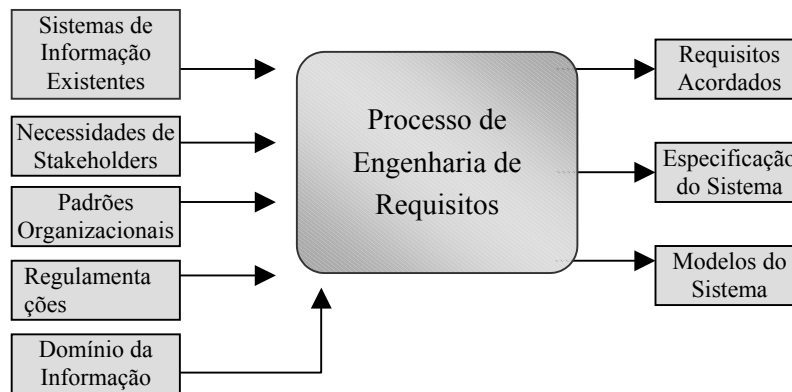 Sistemas de
Informação
Existentes
Necessidades de
Stakeholders
Padrões
Organizacionais
Regulamenta
ções
Domínio da
Informação
Processo de
Engenharia de
Requisitos
Requisitos
Acordados
Especificação
do Sistema
Modelos do
Sistema